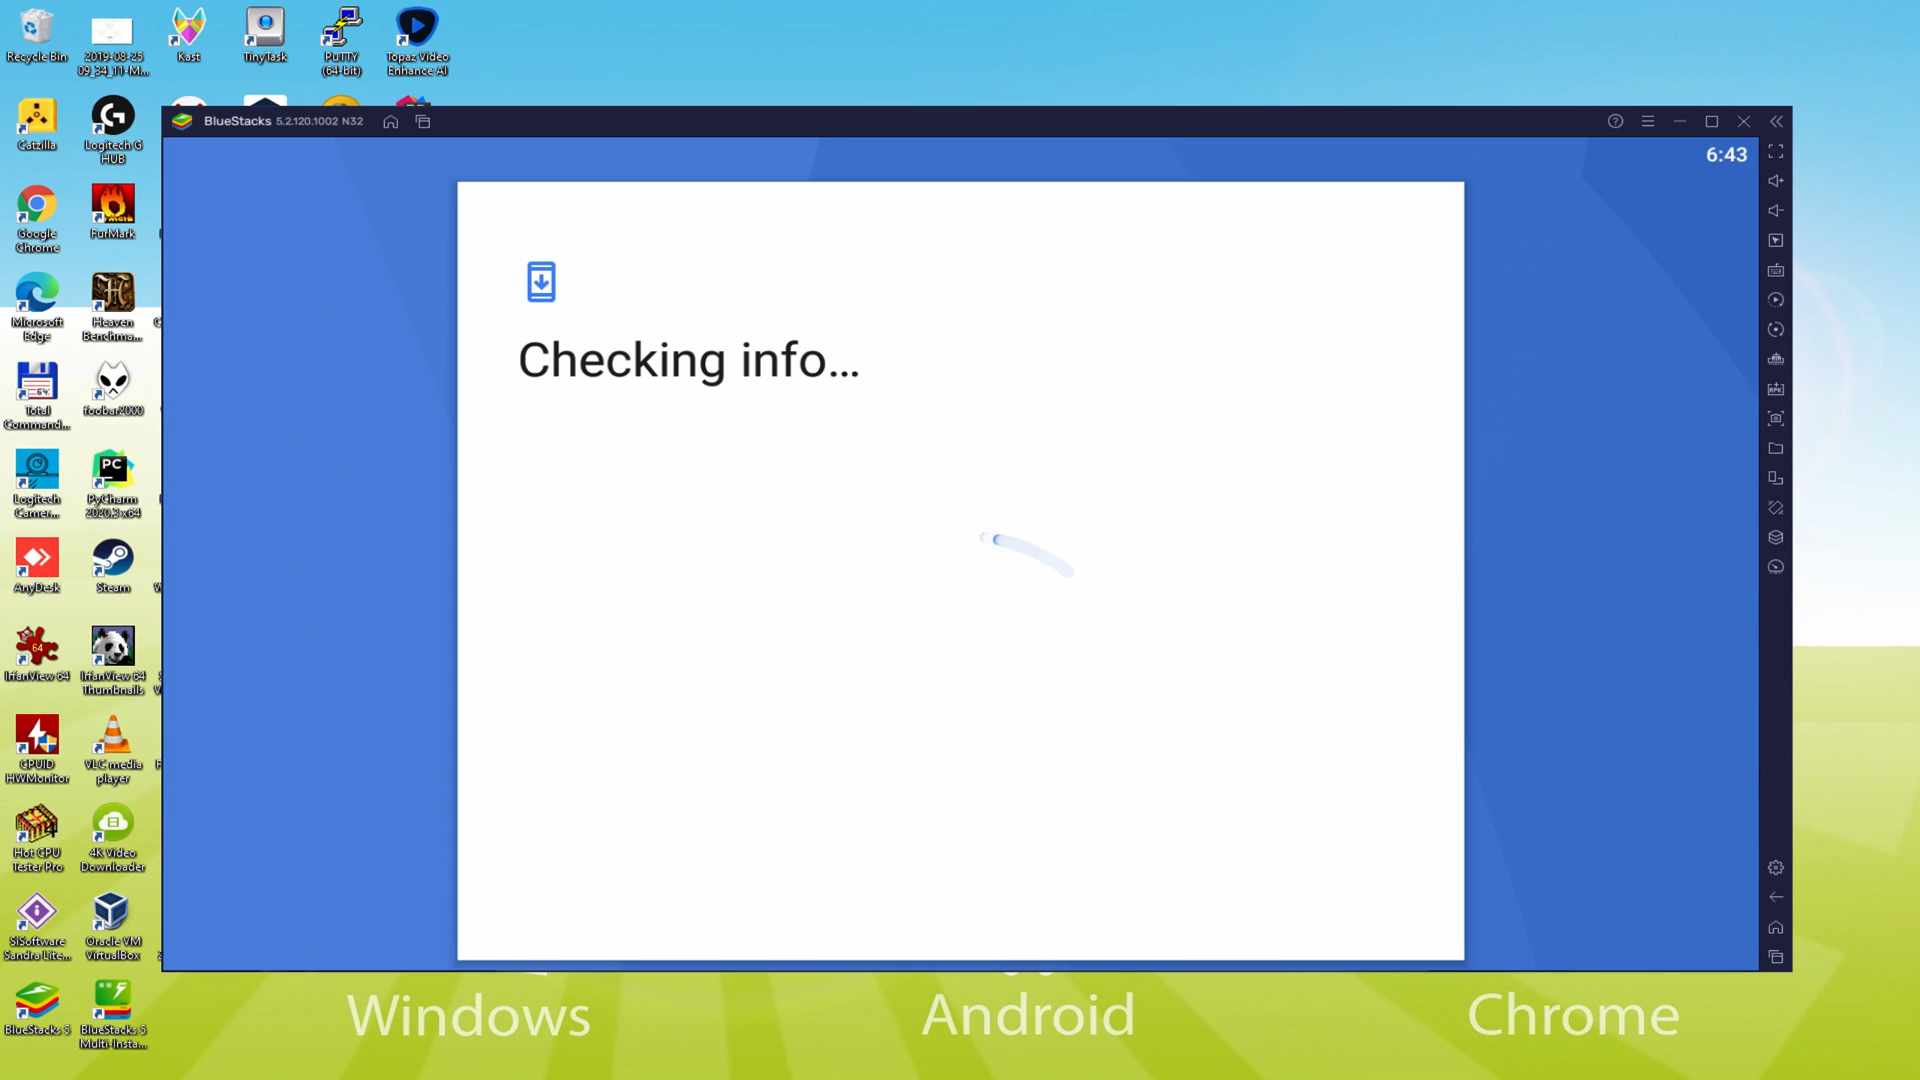 Recycle Bin
2019-08-25
09_34_11-M...
Kast
TinyTask
PuTTY
(64-bit)
Topaz Video
Enhance AI
Catzilla
Logitech G
HUB
BlueStacks 5.2.120.1002 N32
6:43
Google
Chrome
FurMark
Checking info...
Microsoft
Edge
Heaven
Benchma...
Total
Command...
foobar2000
Logitech
Camer...
PC
PyCharm
2020.3 x64
AnyDesk
Steam
64
IrfanView 64
IrfanView 64
Thumbnails
CPUID
HWMonitor
VLC media
player
Hot CPU
Tester Pro
4K Video
Downloader
SiSoftware
Sandra Lite...
Oracle VM
VirtualBox
BlueStacks 5
BlueStacks 5
Multi-Insta...
Windows
Android
Chrome